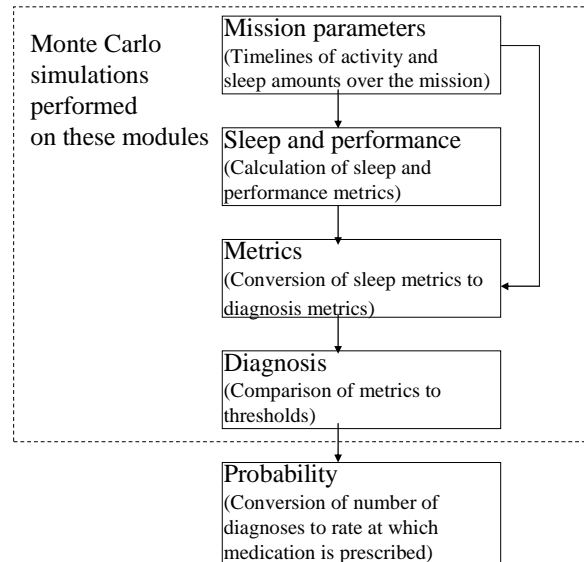 Monte Carlo
simulations
performed
on these modules
Mission parameters
(Timelines of activity and
sleep amounts over the mission)
Sleep and performance
(Calculation of sleep and
performance metrics)
Metrics
(Conversion of sleep metrics to
diagnosis metrics)
Diagnosis
(Comparison of metrics to
thresholds)
Probability
(Conversion of number of
diagnoses to rate at which
medication is prescribed)